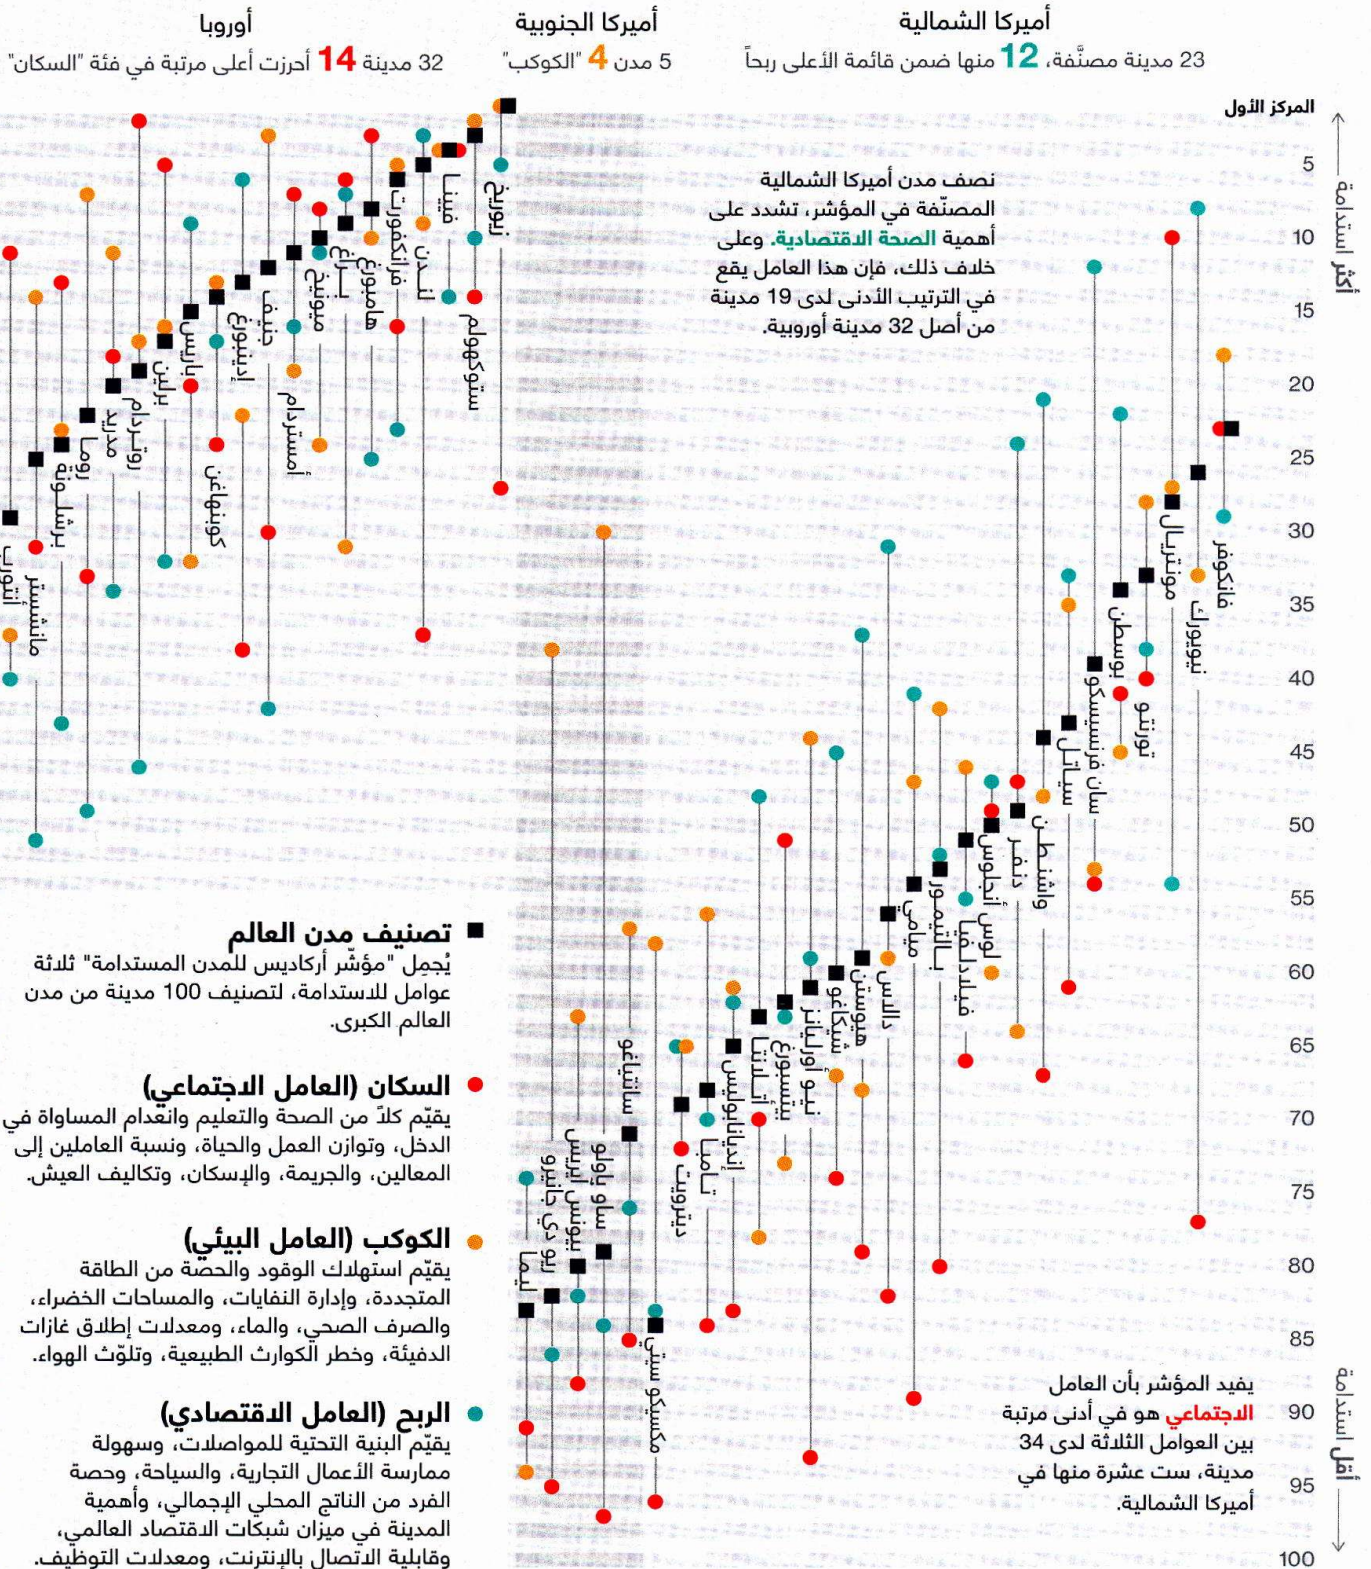 أميركا الشمالية
23 مدينة مصنَّفة، 12 منها ضمن قائمة الأعلى ربحاً
أميركا الجنوبية
5 مدن 4 "الكوكب"
أوروبا
32 مدينة 14 أحرزت أعلى مرتبة في فئة "السكان"
المركز الأول
5
10
15
20
25
30
35
40
45
50
55
60
65
70
75
80
85
90
95
100
أكثر استدامة
أقل استدامة
نصف مدن أميركا الشمالية
المصنّفة في المؤشر، تشدد على
أهمية الصحة الاقتصادية. وعلى
خلاف ذلك، فإن هذا العامل يقع
في الترتيب الأدنى لدى 19 مدينة
من أصل 32 مدينة أوروبية.
فانكوفر
نيويورك
مونتريال
تورنتو
بوسطن
سان فرنسيسكو
سياتل
واشنطن
دنفر
لوس أنجلوس
فيلادلفيا
بالتيمور
ميامي
دالاس
هيوستن
شيكاغو
نيو أورليانز
بيتسبورغ
أتلانتا
إنديانابوليس
تامبا
ديترويت
مكسيكو سيتي
سانتياغو
ساو باولو
بيونس آيريس
ريو دي جانيرو
ليما
زيوريخ
ستوكهولم
فيينا
لندن
فرانكفورت
هامبورغ
براغ
ميونيخ
أمستردام
جنيف
إدينبورغ
كوبنهاغن
باريس
برلين
روتردام
مدريد
روما
برشلونة
مانشستر
أنتورب
يفيد المؤشر بأن العامل
الاجتماعي هو في أدنى مرتبة
بين العوامل الثلاثة لدى 34
مدينة، ست عشرة منها في
أميركا الشمالية.
تصنيف مدن العالم
يُجمِل "مؤشّر أركاديس للمدن المستدامة" ثلاثة
عوامل للاستدامة، لتصنيف 100 مدينة من مدن
العالم الكبرى.
السكان (العامل الاجتماعي)
يقيّم كلاً من الصحة والتعليم وانعدام المساواة في
الدخل، وتوازن العمل والحياة، ونسبة العاملين إلى
المعالين، والجريمة، والإسكان، وتكاليف العيش.
الكوكب (العامل البيئي)
يقيّم استهلاك الوقود والحصة من الطاقة
المتجددة، وإدارة النفايات، والمساحات الخضراء،
والصرف الصحي، والماء، ومعدلات إطلاق غازات
الدفيئة، وخطر الكوارث الطبيعية، وتلوّث الهواء.
الربح (العامل الاقتصادي)
يقيّم البنية التحتية للمواصلات، وسهولة
ممارسة الأعمال التجارية، والسياحة، وحصة
الفرد من الناتج المحلي الإجمالي، وأهمية
المدينة في ميزان شبكات الاقتصاد العالمي،
وقابلية الاتصال بالإنترنت، ومعدلات التوظيف.